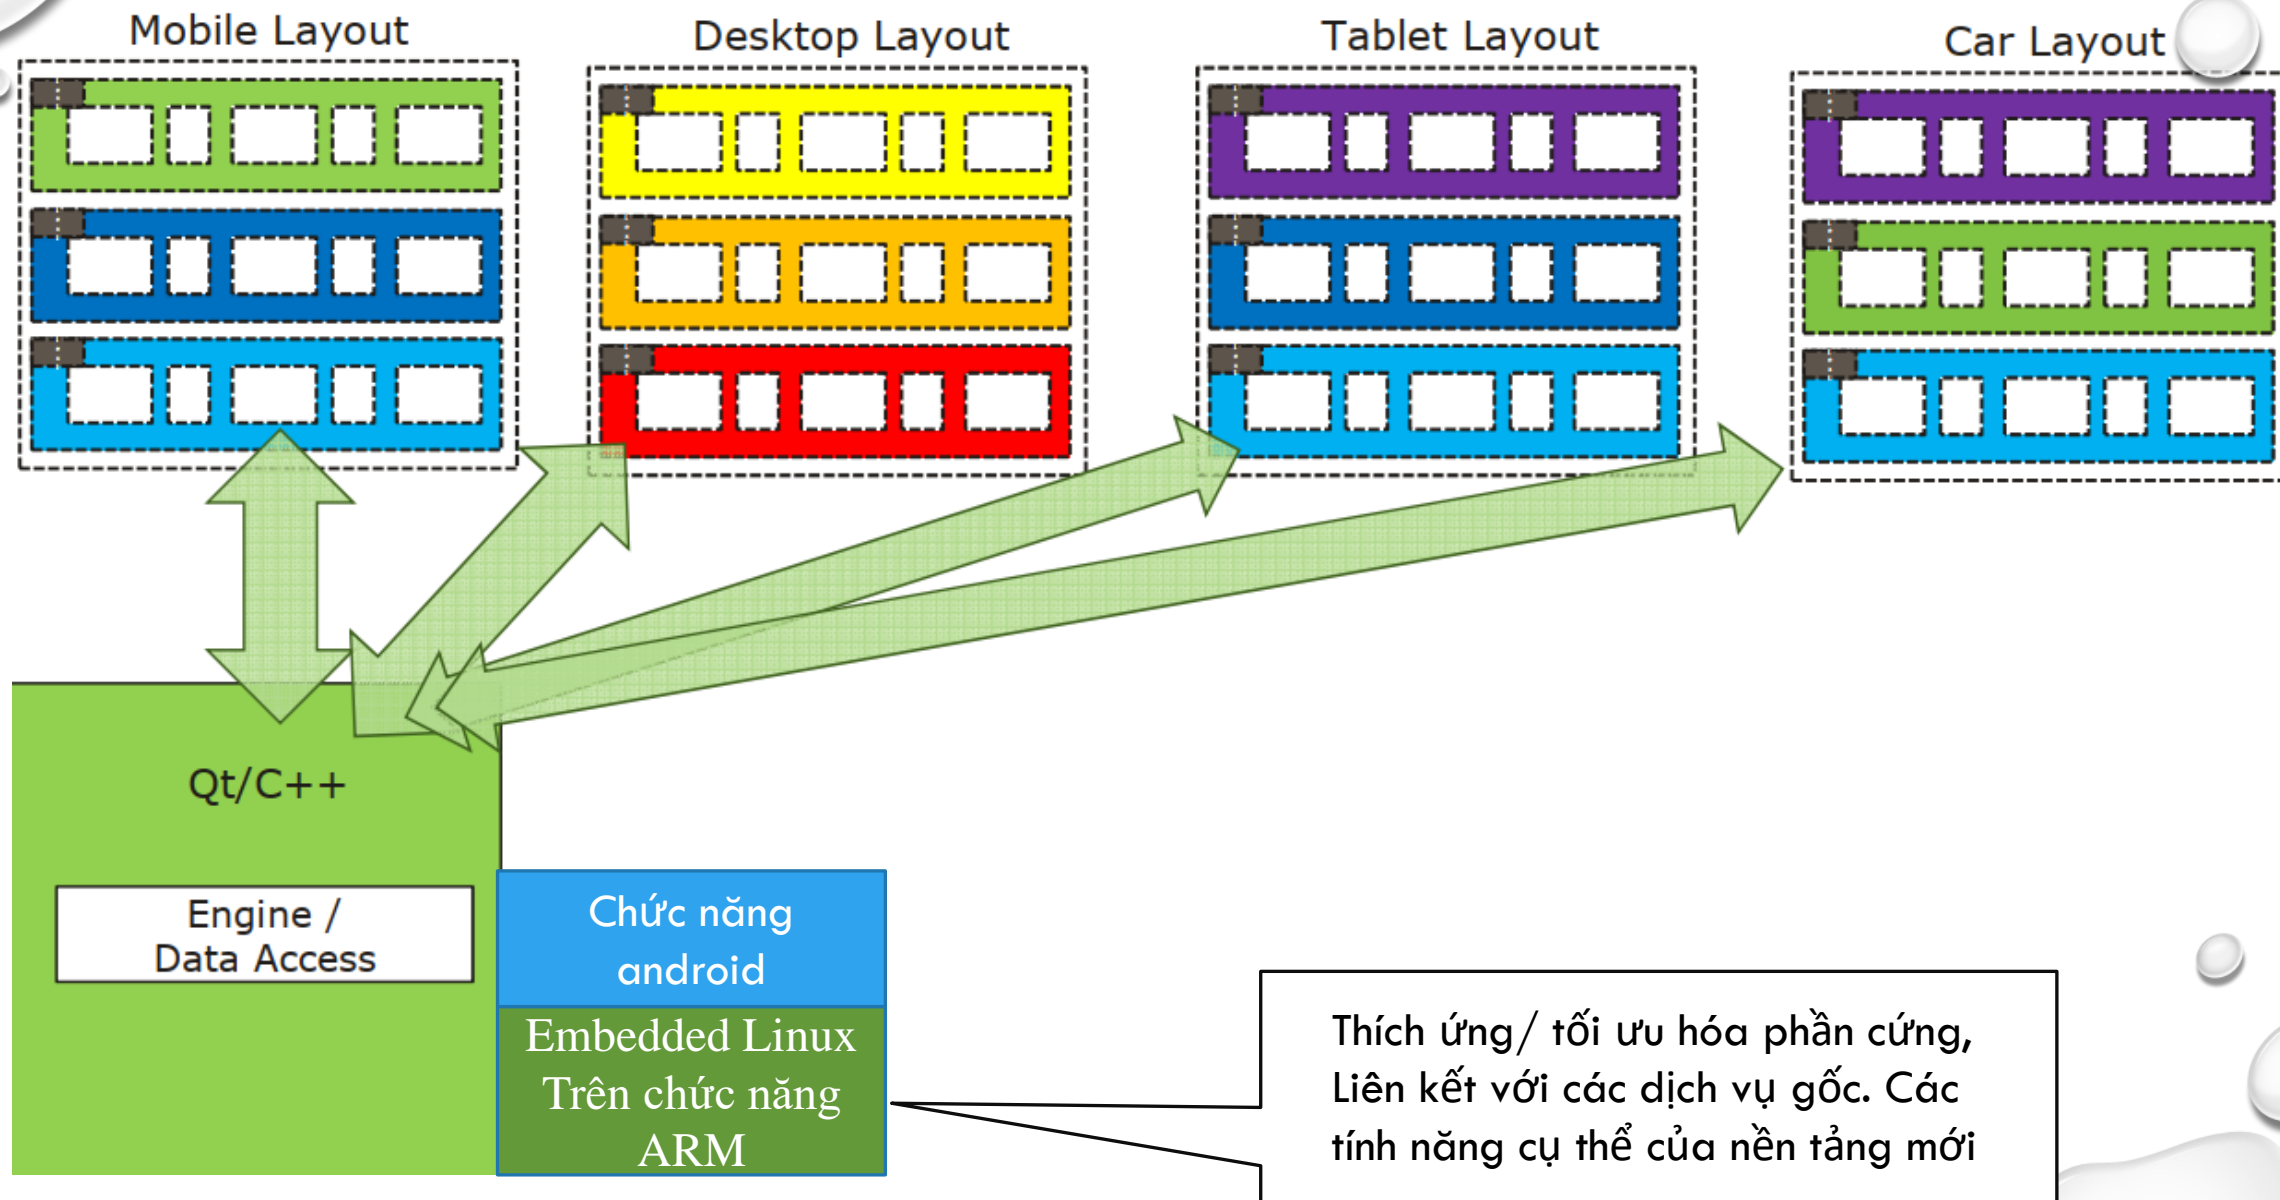 Mobile Layout
Desktop Layout
Tablet Layout
Car Layout
Qt/C++
Engine /
Data Access
Chức năng
android
Embedded Linux
Trên chức năng
ARM
Thích ứng/ tối ưu hóa phần cứng,
Liên kết với các dịch vụ gốc. Các
tính năng cụ thể của nền tảng mới